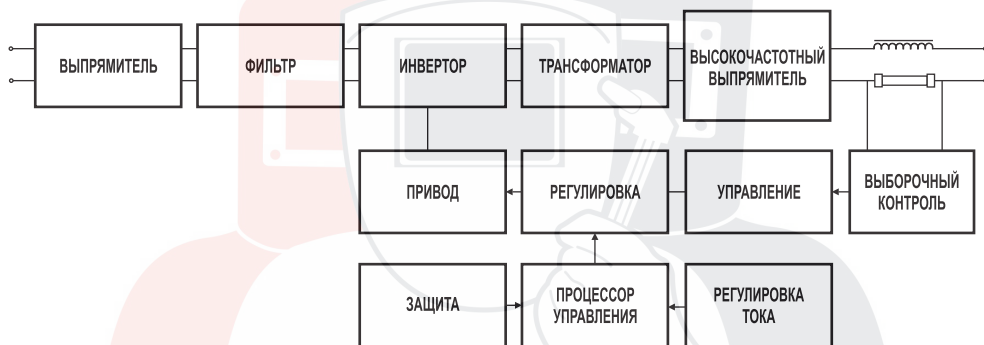 ВЫПРЯМИТЕЛЬ
ФИЛЬТР
ИНВЕРТОР
ТРАНСФОРМАТОР
ВЫСОКОЧАСТОТНЫЙ
ВЫПРЯМИТЕЛЬ
ПРИВОД
РЕГУЛИРОВКА
УПРАВЛЕНИЕ
ВЫБОРОЧНЫЙ
КОНТРОЛЬ
ЗАЩИТА
ПРОЦЕССОР
УПРАВЛЕНИЯ
РЕГУЛИРОВКА
ТОКА